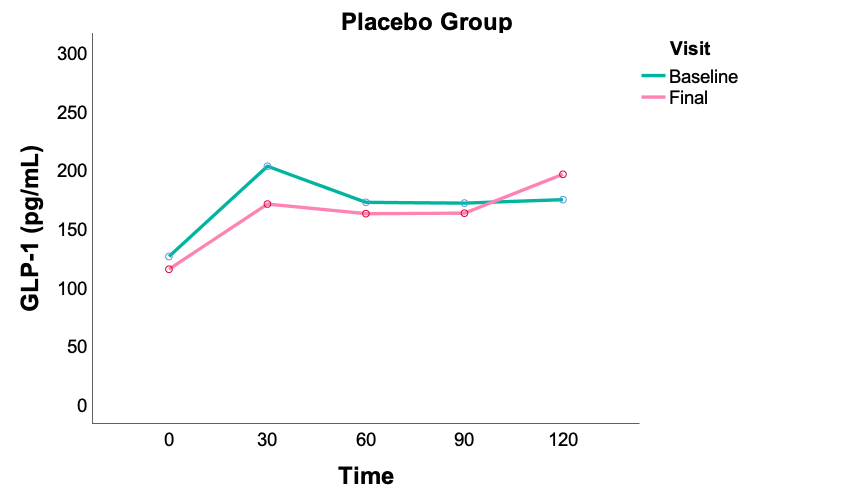 Placebo Group
Visit
Baseline
Final
GLP-1 (pg/mL)
300
250
200
150
100
50
0
0 30 60 90 120
Time